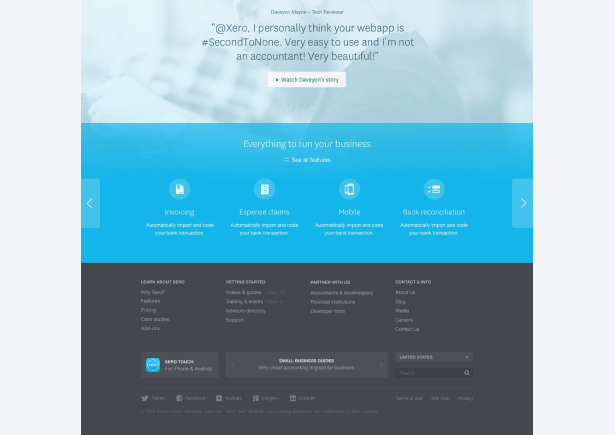 Daveyon Mayne – Tech Reviewer
"@Xero, I personally think your webapp is
#SecondToNone. Very easy to use and I'm not
an accountant! Very beautiful!"
Watch Daveyon's story
Everything to run your business
See all features
Invoicing
Expense claims
Mobile
Bank reconciliation
Automatically import and code
your bank transaction.
Automatically import and code
your bank transaction.
Automatically import and code
your bank transaction.
Automatically import and code
your bank transaction.
LEARN ABOUT XERO
Why Xero?
Features
Pricing
Case studies
Add-ons
GETTING STARTED
Videos & guides
Training & events
Advisors directory
Support
PARTNER WITH US
Accountants & bookkeepers
Financial institutions
Developer tools
CONTACT & INFO
About us
Blog
Media
Careers
Contact us
XERO TOUCH
For iPhone & Android
SMALL BUSINESS GUIDES
Why cloud accounting is good for business
UNITED STATES
Search
Twitter
Facebook
YouTube
Google+
LinkedIn
Terms of use
Site map
Privacy